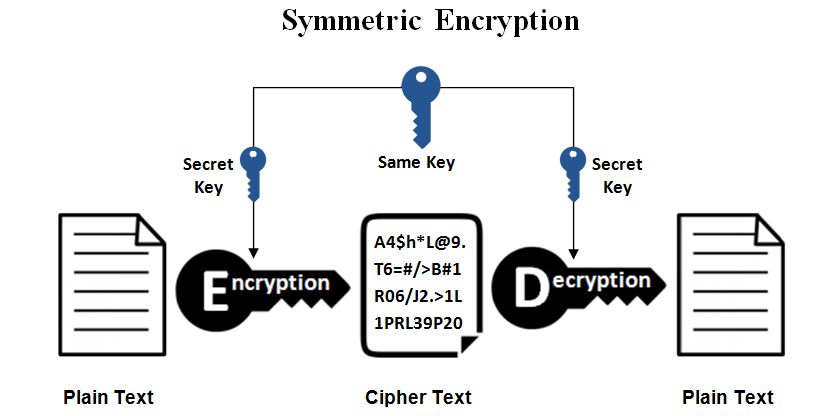 Symmetric Encryption
Same Key
Secret
Key
Secret
Key
Encryption
A4$h*L@9.
T6=#/>B#1
R06/J2.>1L
1PRL39P20
Decryption
Plain Text
Cipher Text
Plain Text